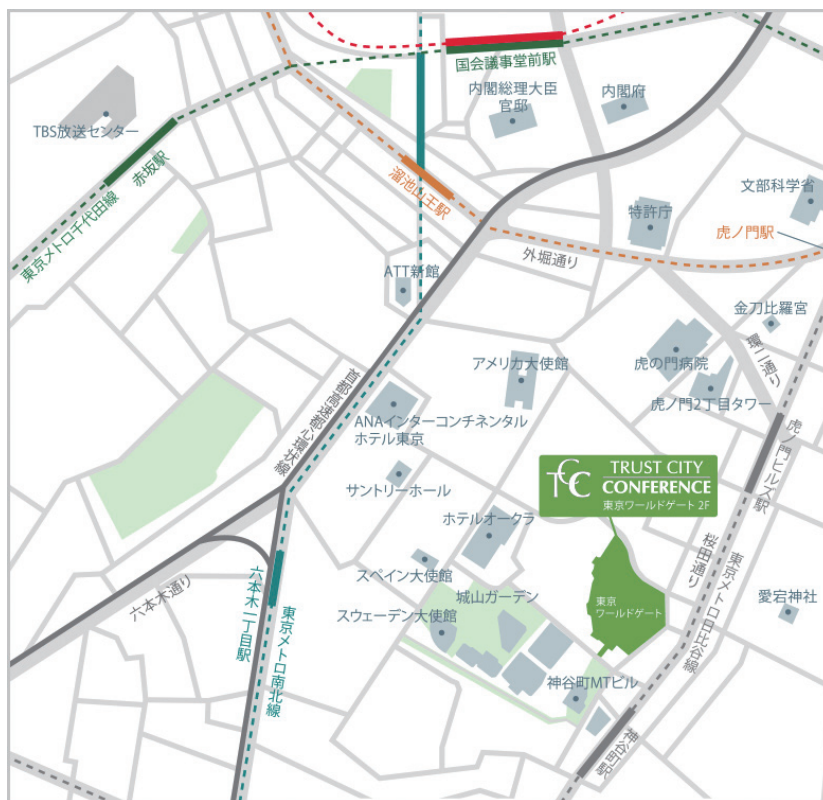 国会議事堂前駅
内閣総理大臣
官邸
内閣府
TBS放送センター
赤坂駅
東京メトロ千代田線
溜池山王駅
文部科学省
特許庁
虎ノ門駅
外堀通り
ATT新館
金刀比羅宮
環二通り
アメリカ大使館
虎の門病院
虎ノ門2丁目タワー
首都高速都心環状線
ANAインターコンチネンタル
ホテル東京
虎ノ門ヒルズ駅
TCC
TRUST CITY
CONFERENCE
東京ワールドゲート 2F
サントリーホール
ホテルオークラ
桜田通り
東京メトロ日比谷線
スペイン大使館
城山ガーデン
東京
ワールドゲート
愛宕神社
六本木通り
六本木一丁目駅
東京メトロ南北線
スウェーデン大使館
神谷町MTビル
神谷町駅